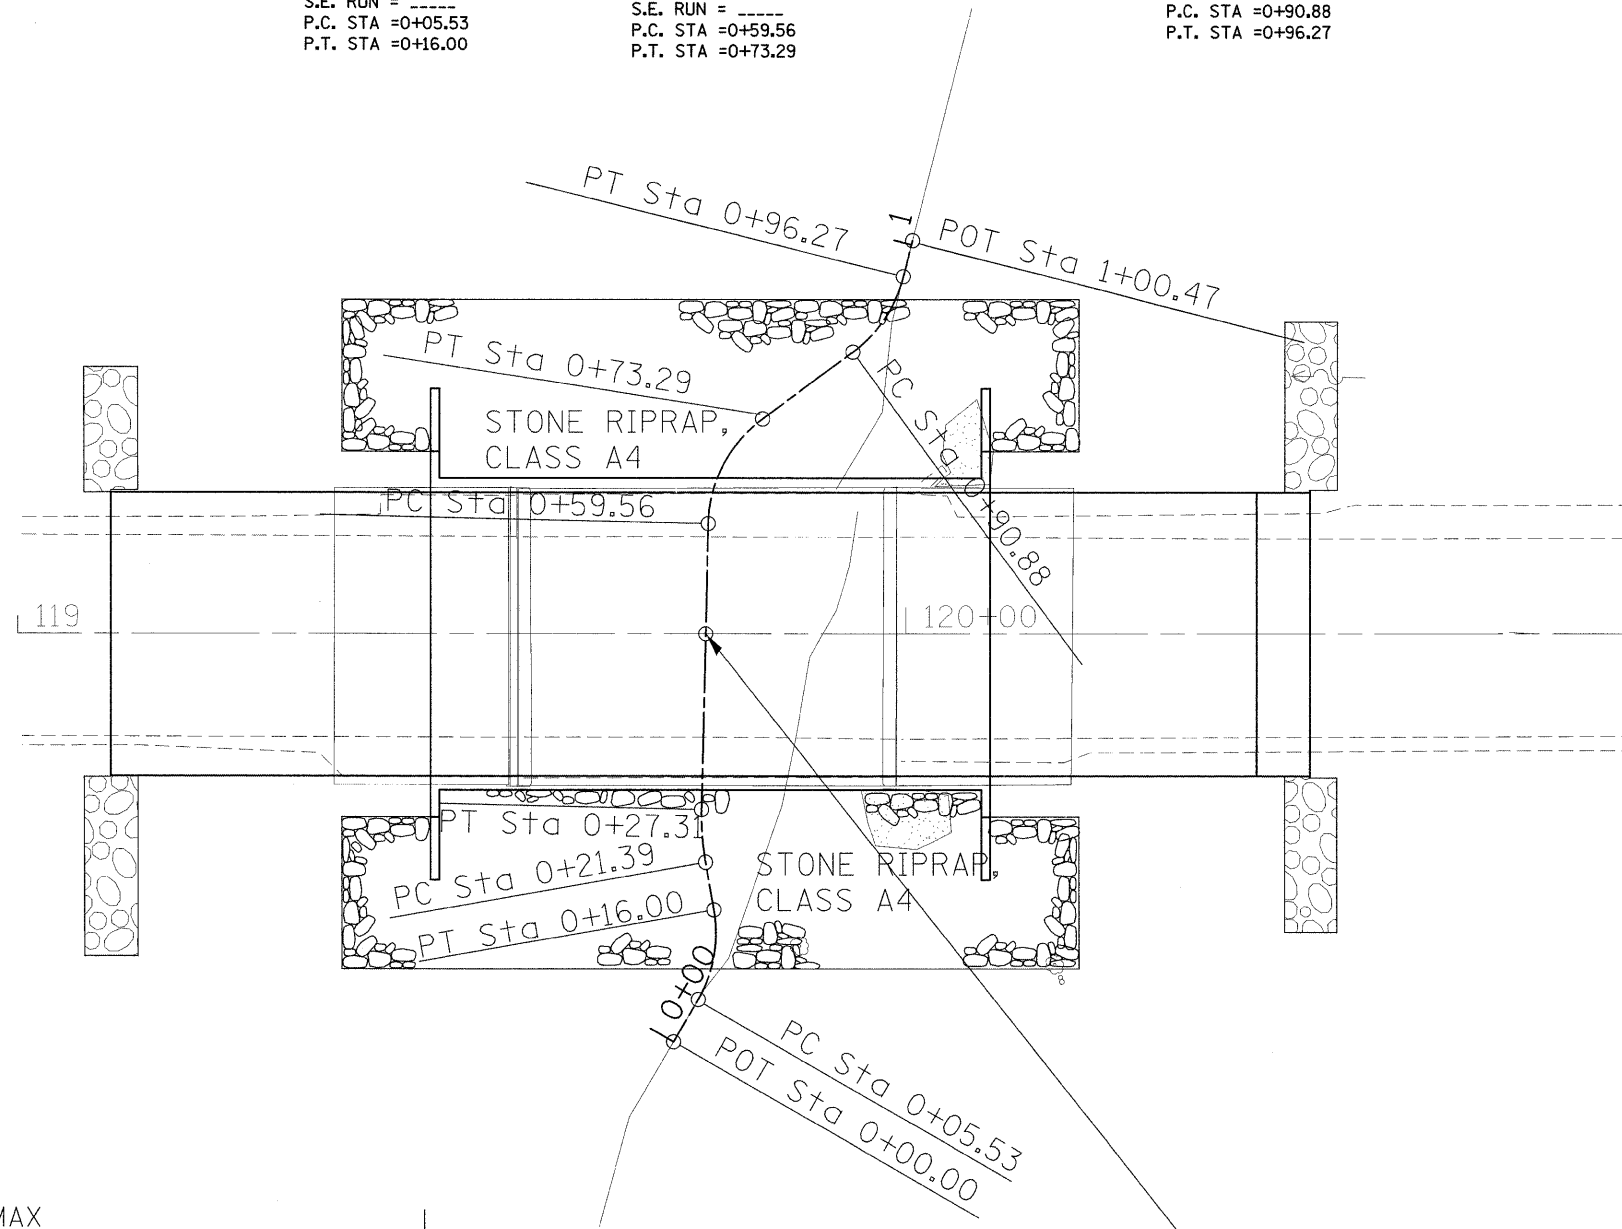 S.E. RUN = _____
P.C. STA =0+05.53
P.T. STA =0+16.00
S.E. RUN = _____
P.C. STA =0+59.56
P.T. STA =0+73.29
P.C. STA =0+90.88
P.T. STA =0+96.27
PT Sta 0+96.27
1
POT Sta 1+00.47
PT Sta 0+73.29
PC Sta 0+90.88
STONE RIPRAP,
CLASS A4
PC Sta 0+59.56
119
120+00
PT Sta 0+27.31
PC Sta 0+21.39
PT Sta 0+16.00
STONE RIPRAP,
CLASS A4
0+00
PC Sta 0+05.53
POT Sta 0+00.00
MAX